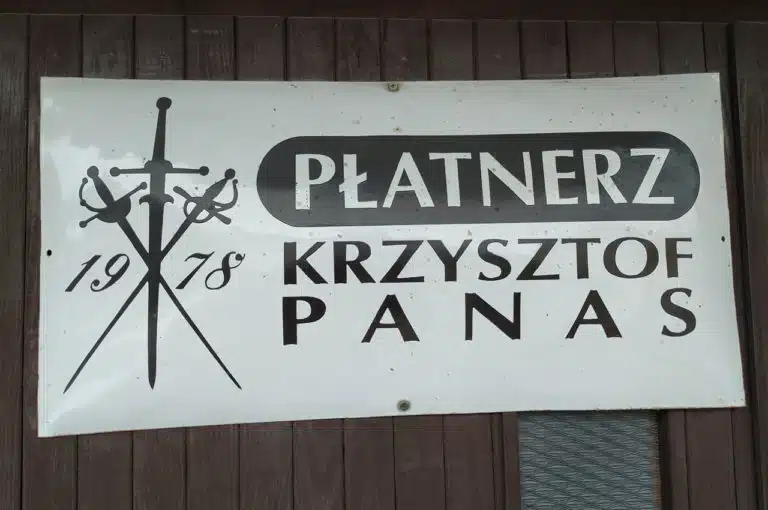 PŁATNERZ
1978
KRZYSZTOF
PANAS